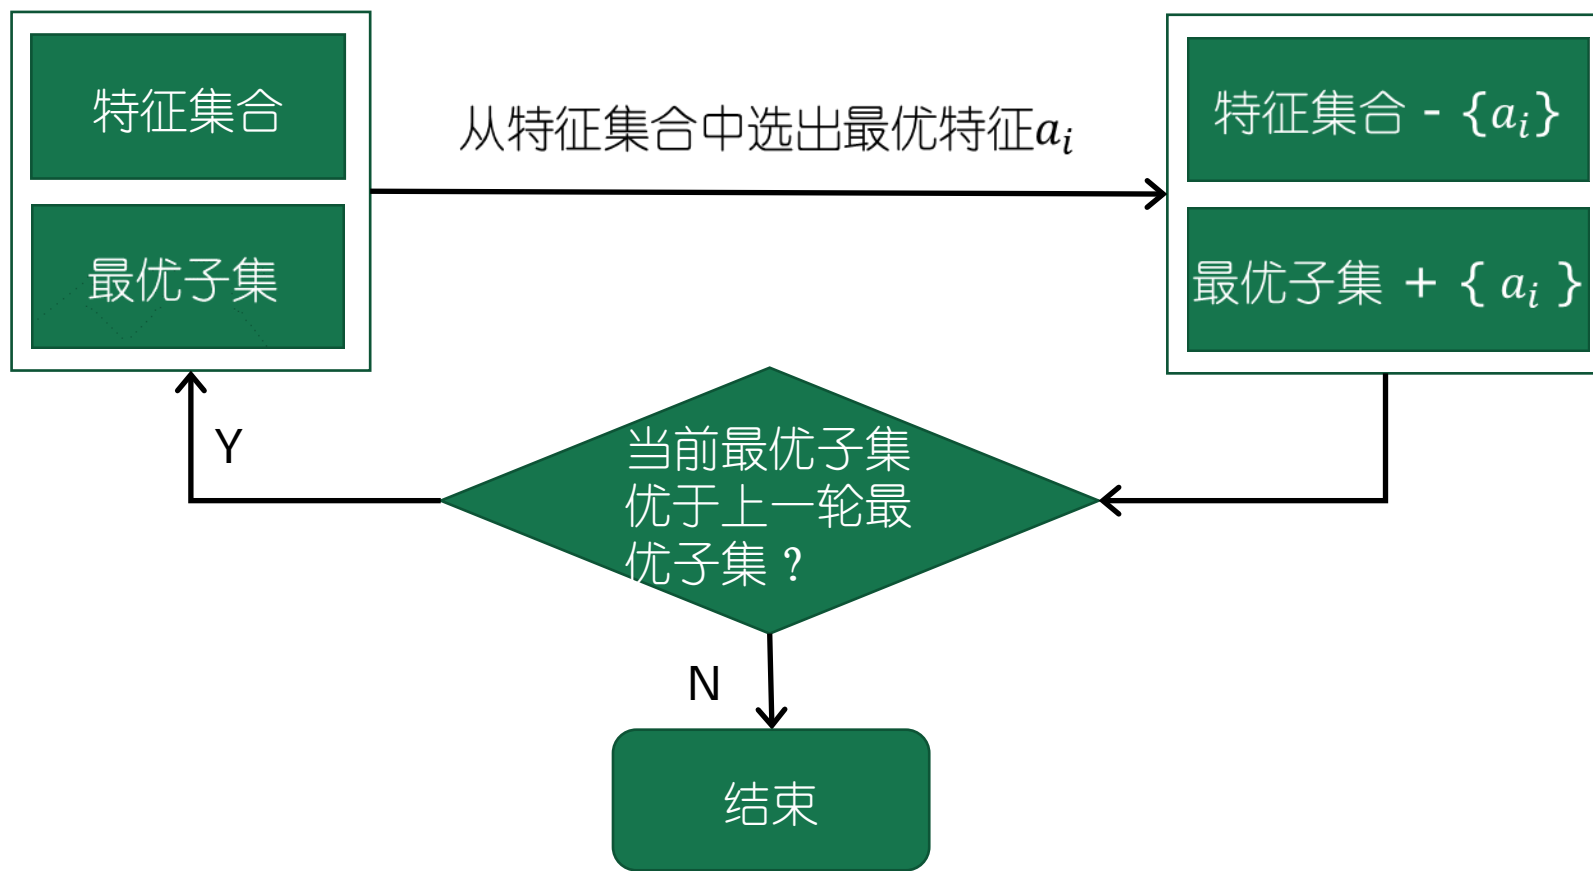 特征集合
最优子集
从特征集合中选出最优特征aᵢ
特征集合 - {aᵢ}
最优子集 + { aᵢ }
当前最优子集
优于上一轮最
优子集？
Y
N
结束